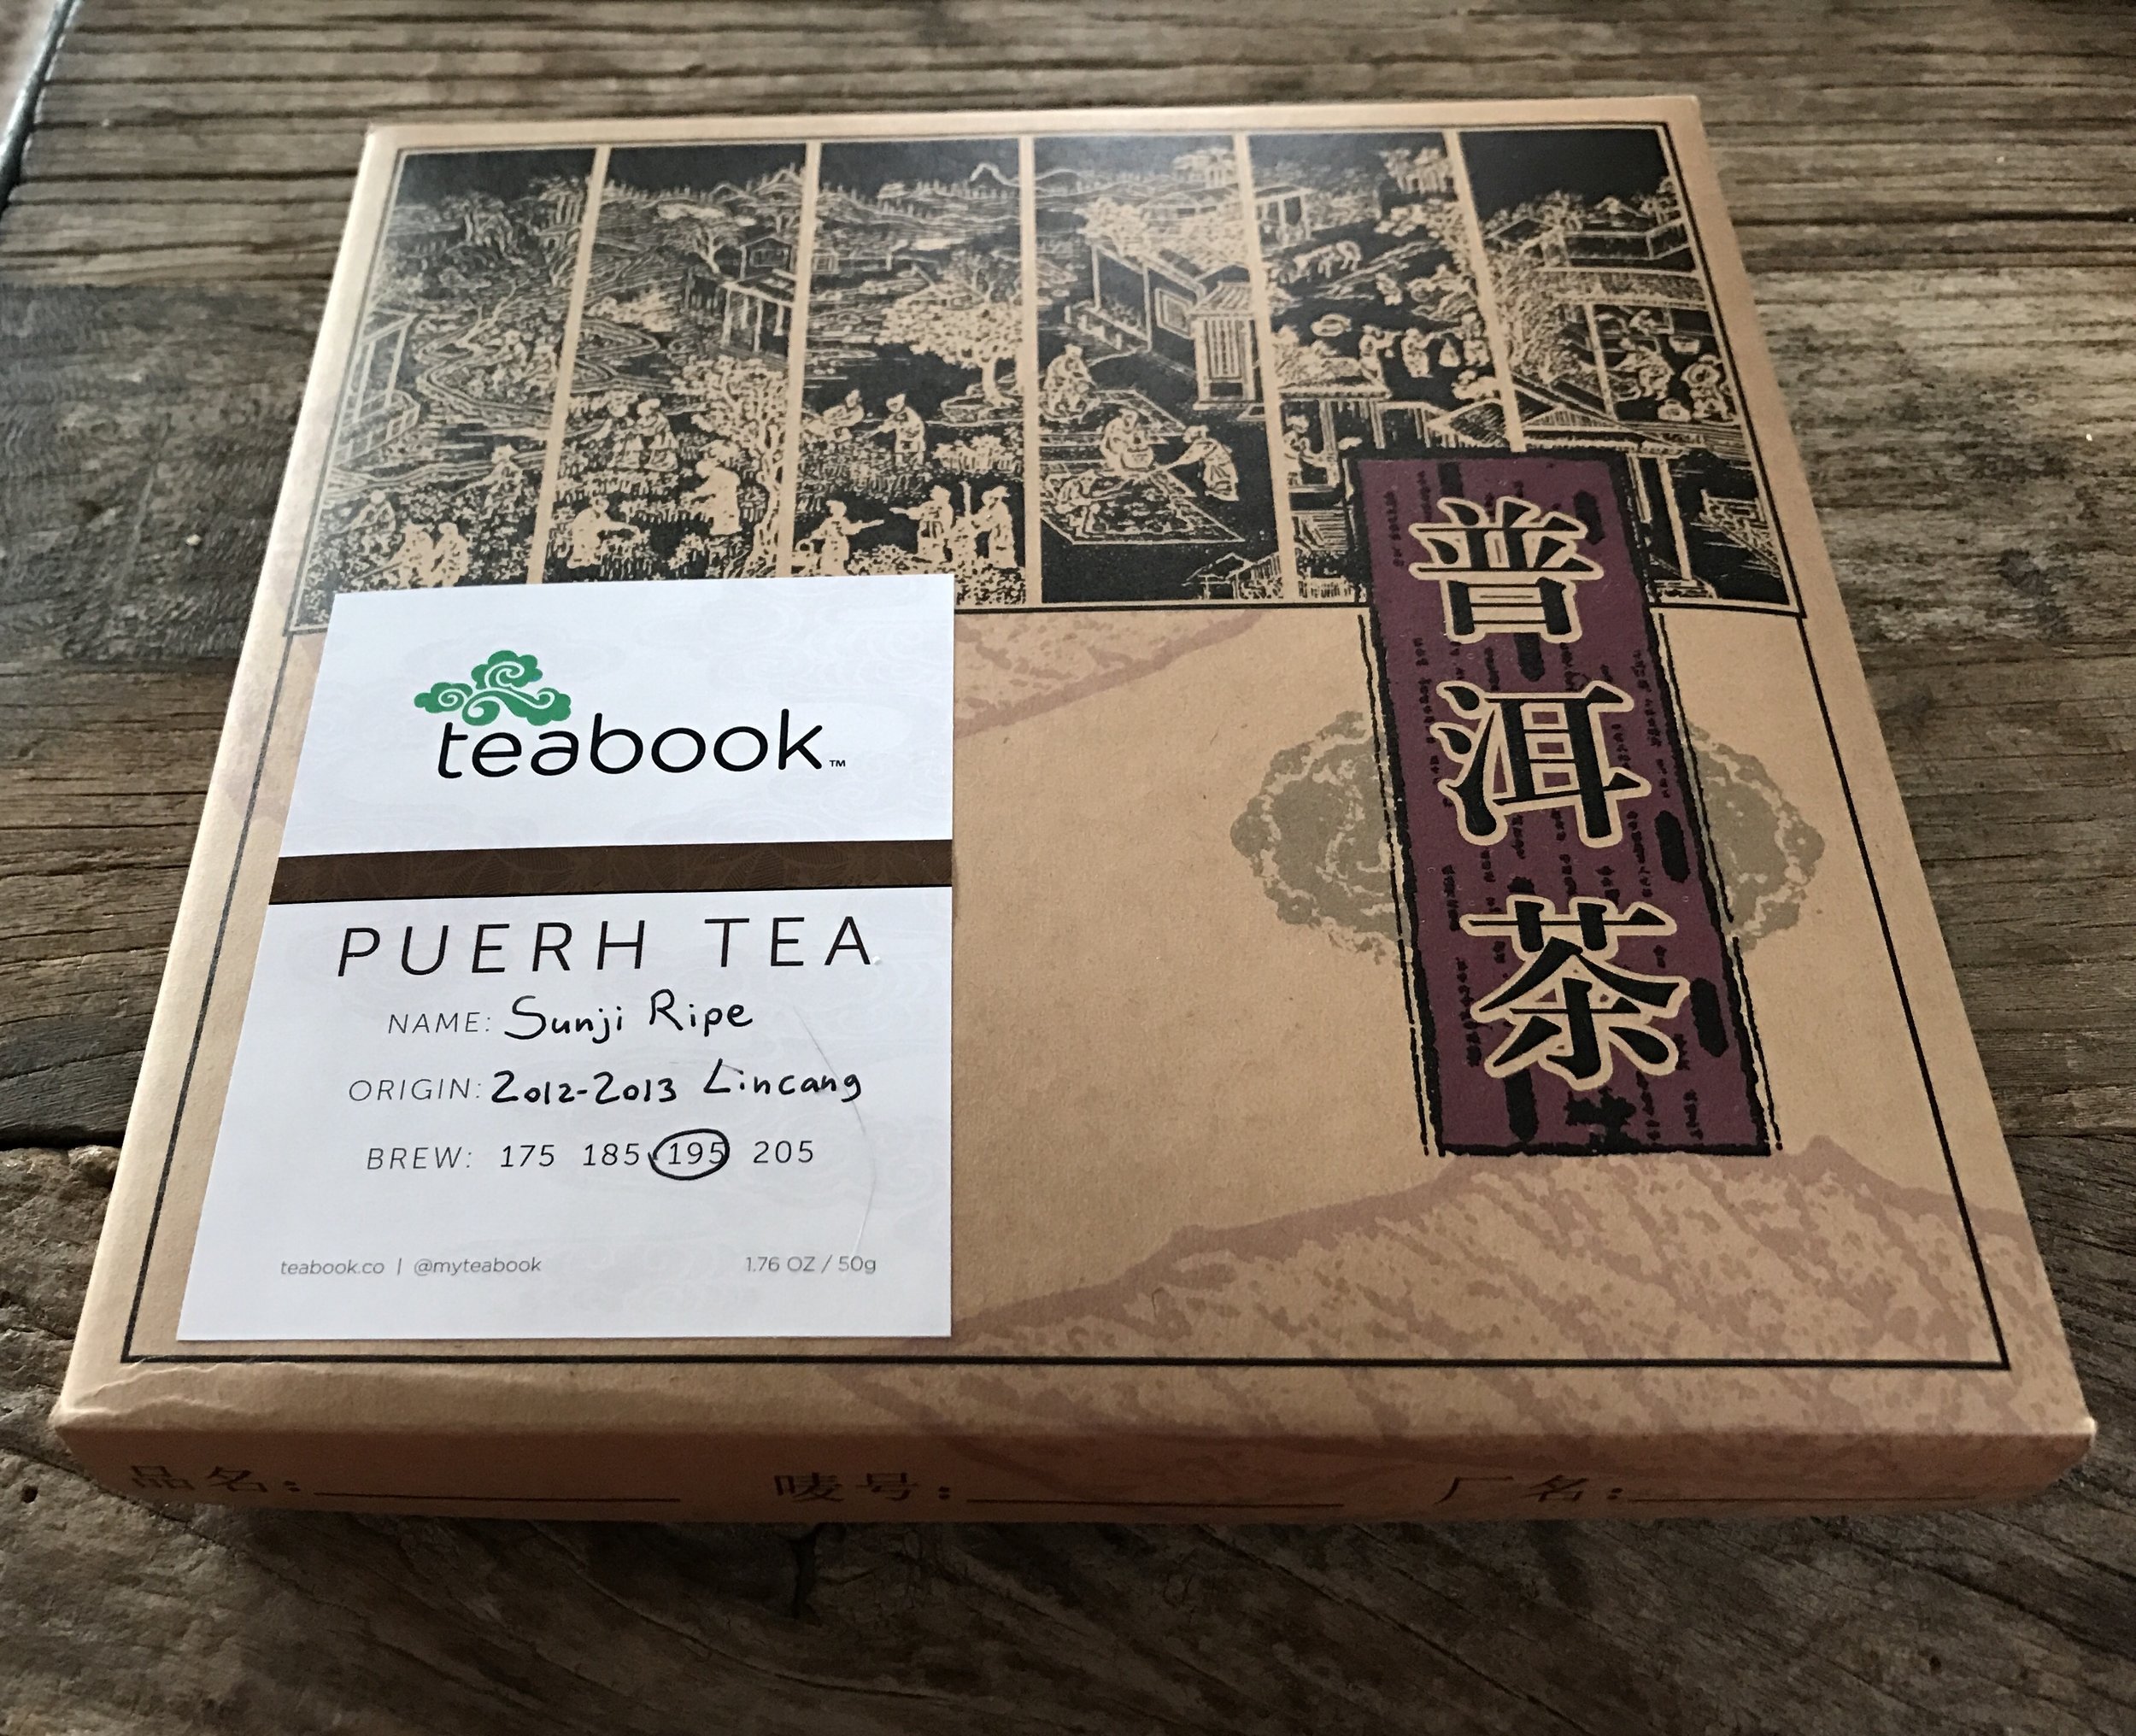 普洱茶
teabook™
PUERH TEA
NAME: Sunji Ripe
ORIGIN: 2012-2013 Lincang
BREW: 175 185 195 205
teabook.co | @myteabook 1.76 OZ / 50g
品名: 唛号: 厂名: